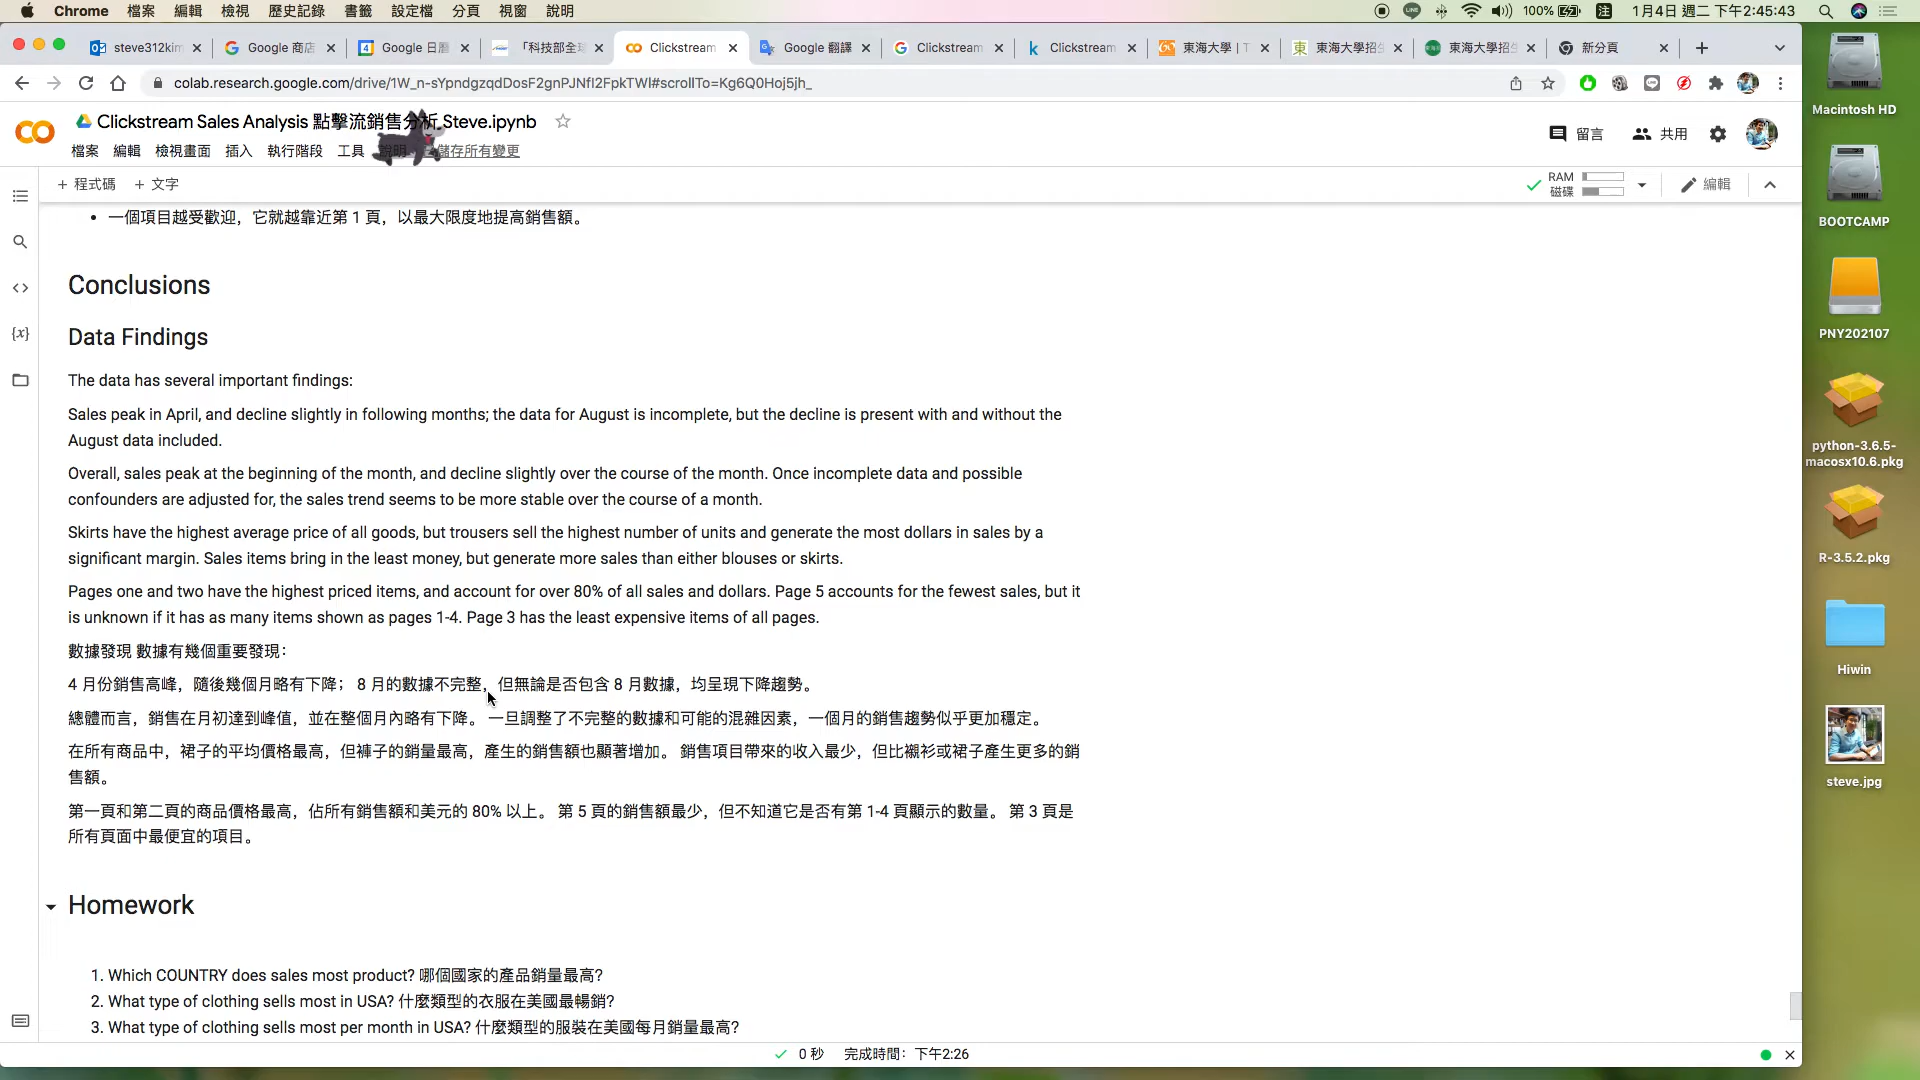 Chrome 檔案 編輯 檢視 歷史記錄 書籤 設定檔 分頁 視窗 說明 100% 注 1月4日 週二 下午2:45:43
steve312kim Google 商店 Google 日曆 「科技部全球 Clickstream Google 翻譯 Clickstream Clickstream 東海大學 | T 東海大學招生 東海大學招生 新分頁
colab.research.google.com/drive/1W_n-sYpndgzqdDosF2gnPJNfl2FpkTWl#scrollTo=Kg6Q0Hoj5jh_
Clickstream Sales Analysis 點擊流銷售分析 Steve.ipynb
留言 共用
檔案 編輯 檢視畫面 插入 執行階段 工具 說明 儲存所有變更
+ 程式碼 + 文字
RAM
磁碟
編輯
一個項目越受歡迎，它就越靠近第 1 頁，以最大限度地提高銷售額。
Conclusions
Data Findings
The data has several important findings:
Sales peak in April, and decline slightly in following months; the data for August is incomplete, but the decline is present with and without the
August data included.
Overall, sales peak at the beginning of the month, and decline slightly over the course of the month. Once incomplete data and possible
confounders are adjusted for, the sales trend seems to be more stable over the course of a month.
Skirts have the highest average price of all goods, but trousers sell the highest number of units and generate the most dollars in sales by a
significant margin. Sales items bring in the least money, but generate more sales than either blouses or skirts.
Pages one and two have the highest priced items, and account for over 80% of all sales and dollars. Page 5 accounts for the fewest sales, but it
is unknown if it has as many items shown as pages 1-4. Page 3 has the least expensive items of all pages.
數據發現 數據有幾個重要發現：
4 月份銷售高峰，隨後幾個月略有下降； 8 月的數據不完整，但無論是否包含 8 月數據，均呈現下降趨勢。
總體而言，銷售在月初達到峰值，並在整個月內略有下降。 一旦調整了不完整的數據和可能的混雜因素，一個月的銷售趨勢似乎更加穩定。
在所有商品中，裙子的平均價格最高，但褲子的銷量最高，產生的銷售額也顯著增加。 銷售項目帶來的收入最少，但比襯衫或裙子產生更多的銷
售額。
第一頁和第二頁的商品價格最高，佔所有銷售額和美元的 80% 以上。 第 5 頁的銷售額最少，但不知道它是否有第 1-4 頁顯示的數量。 第 3 頁是
所有頁面中最便宜的項目。
Homework
1. Which COUNTRY does sales most product? 哪個國家的產品銷量最高?
2. What type of clothing sells most in USA? 什麼類型的衣服在美國最暢銷?
3. What type of clothing sells most per month in USA? 什麼類型的服裝在美國每月銷量最高?
0 秒 完成時間：下午2:26
Macintosh HD
BOOTCAMP
PNY202107
python-3.6.5-
macosx10.6.pkg
R-3.5.2.pkg
Hiwin
steve.jpg